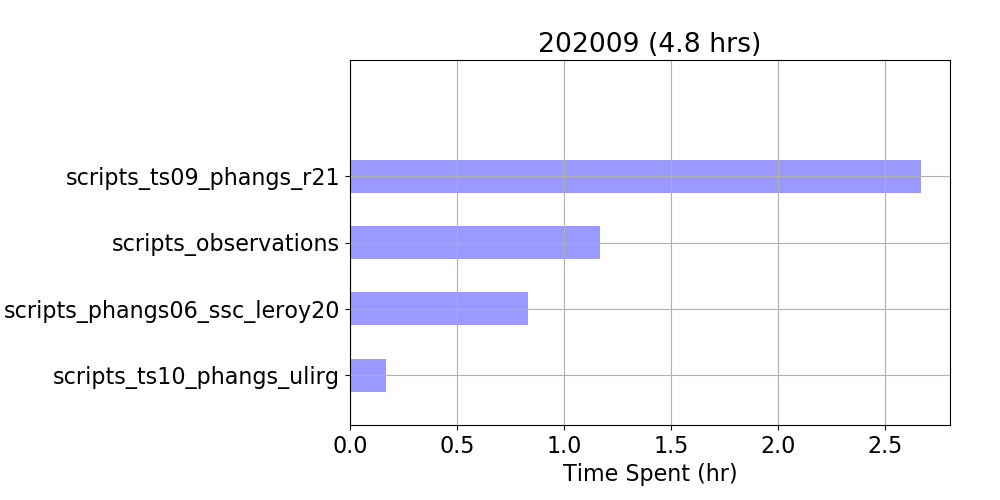 202009 (4.8 hrs)
scripts_ts09_phangs_r21
scripts_observations
scripts_phangs06_ssc_leroy20
scripts_ts10_phangs_ulirg
0.0 0.5 1.0 1.5 2.0 2.5
Time Spent (hr)